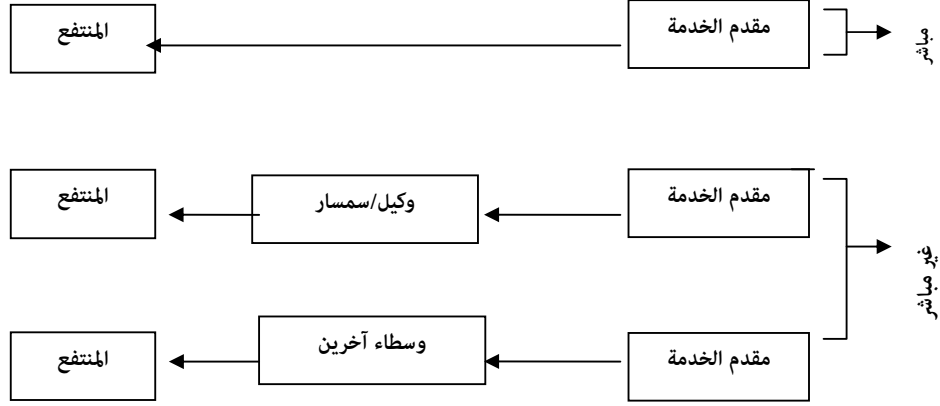 مباشر
مقدم الخدمة
المنتفع
غير مباشر
مقدم الخدمة
وكيل/سمسار
المنتفع
مقدم الخدمة
وسطاء آخرين
المنتفع